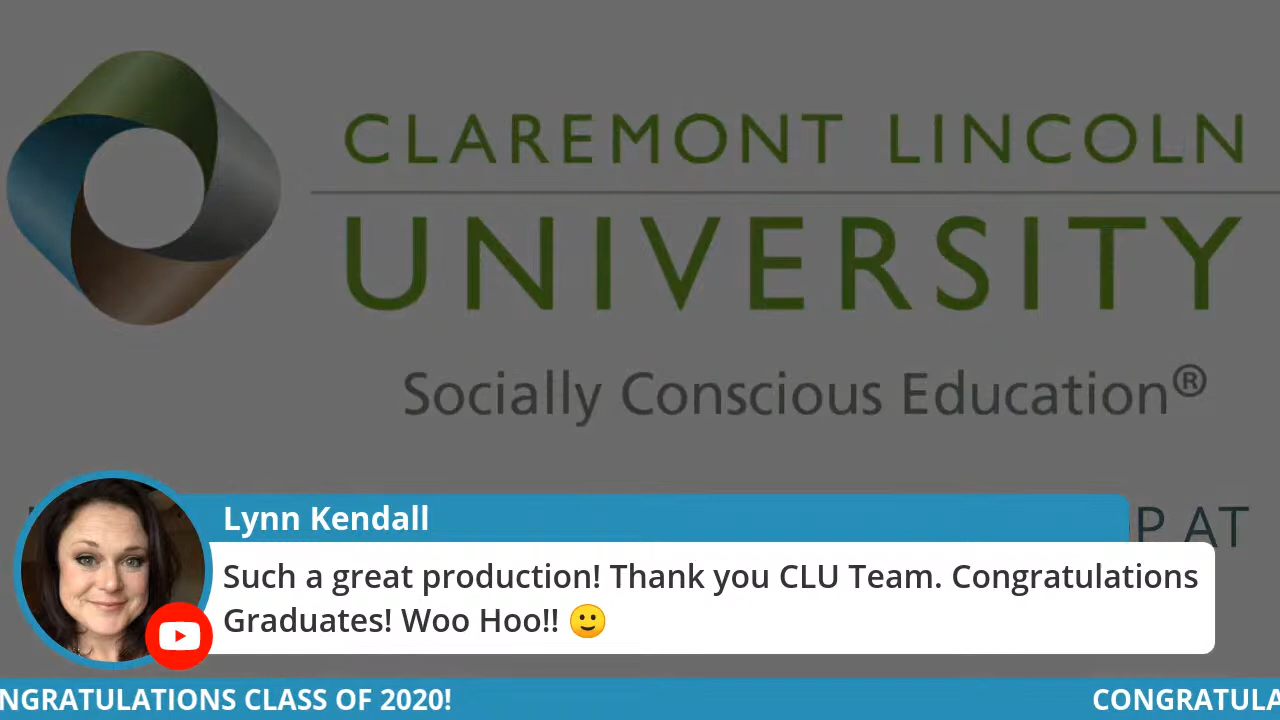 CLAREMONT LINCOLN
UNIVERSITY
Socially Conscious Education®
P AT
Lynn Kendall
Such a great production! Thank you CLU Team. Congratulations
Graduates! Woo Hoo!! 🙂
NGRATULATIONS CLASS OF 2020! CONGRATULA